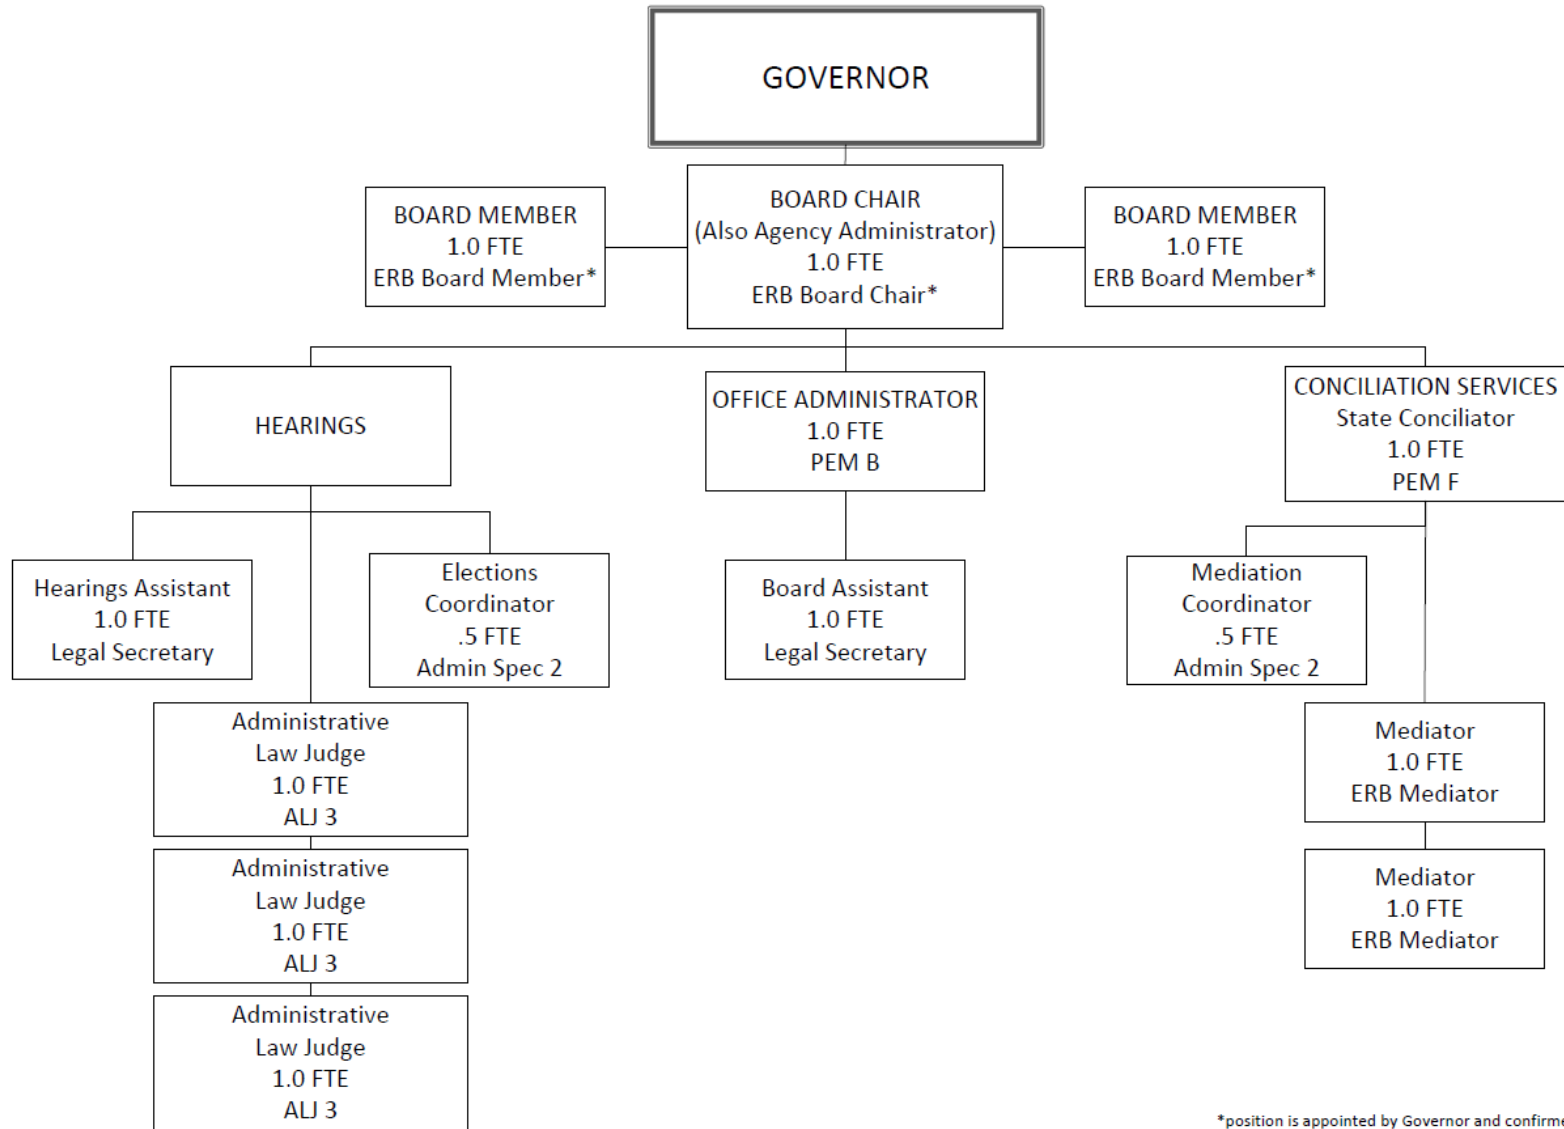 GOVERNOR
BOARD MEMBER
1.0 FTE
ERB Board Member*
BOARD CHAIR
(Also Agency Administrator)
1.0 FTE
ERB Board Chair*
BOARD MEMBER
1.0 FTE
ERB Board Member*
HEARINGS
OFFICE ADMINISTRATOR
1.0 FTE
PEM B
CONCILIATION SERVICES
State Conciliator
1.0 FTE
PEM F
Hearings Assistant
1.0 FTE
Legal Secretary
Elections
Coordinator
.5 FTE
Admin Spec 2
Board Assistant
1.0 FTE
Legal Secretary
Mediation
Coordinator
.5 FTE
Admin Spec 2
Administrative
Law Judge
1.0 FTE
ALJ 3
Mediator
1.0 FTE
ERB Mediator
Administrative
Law Judge
1.0 FTE
ALJ 3
Mediator
1.0 FTE
ERB Mediator
Administrative
Law Judge
1.0 FTE
ALJ 3
*position is appointed by Governor and confirme